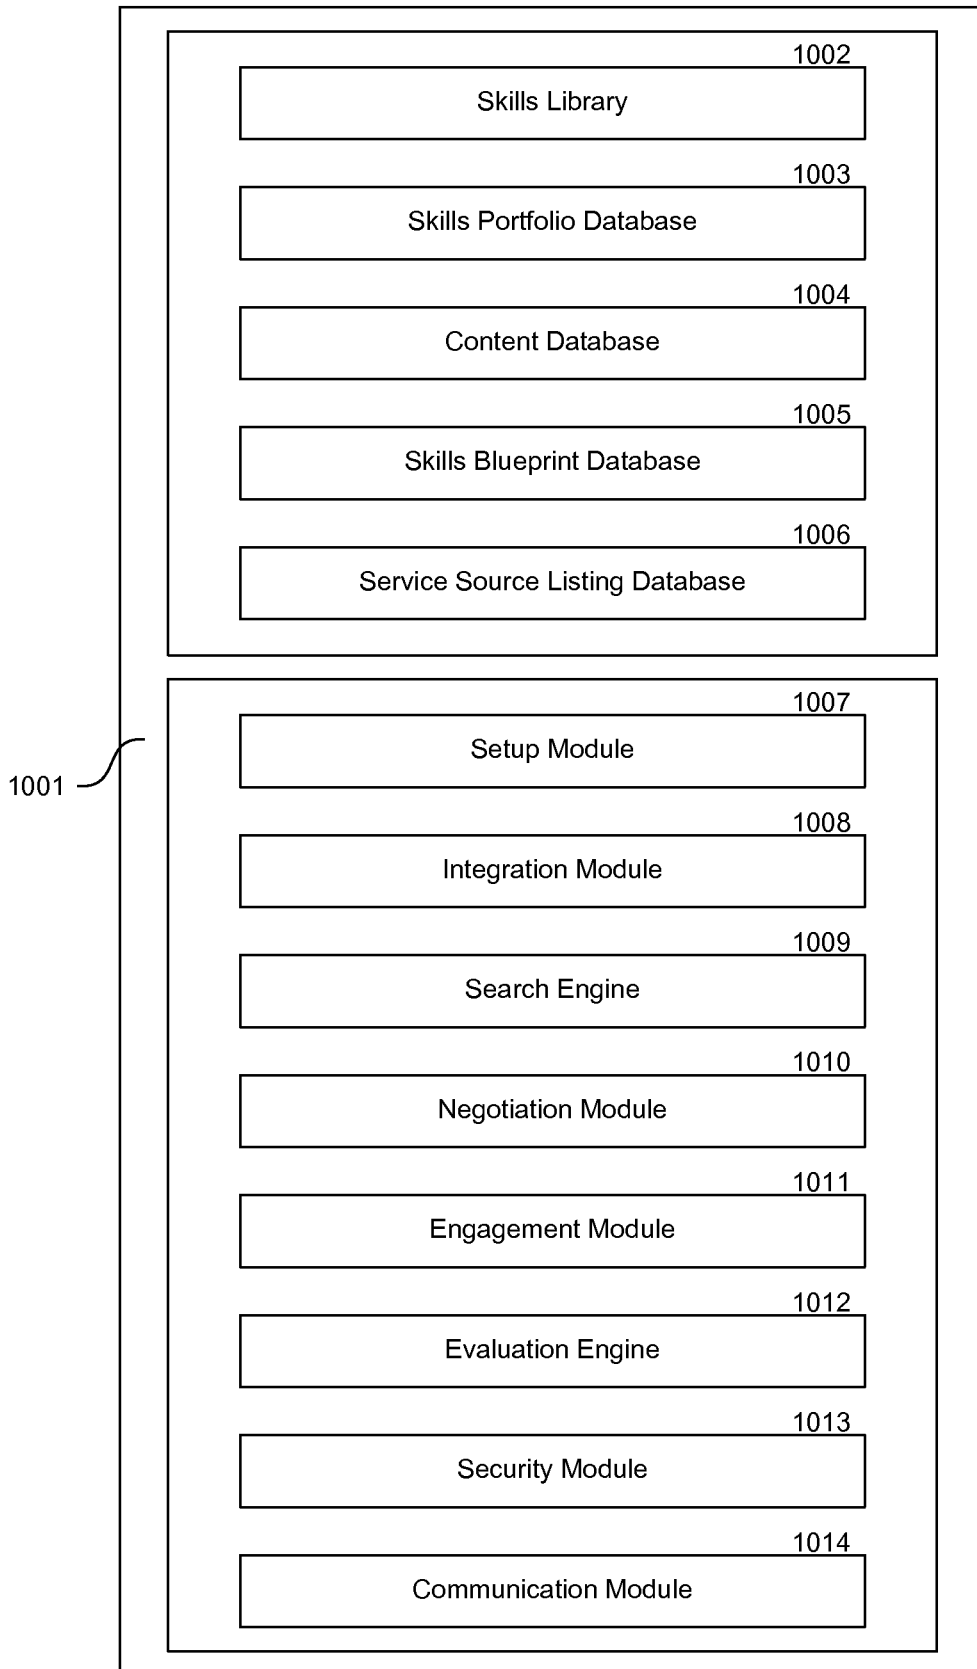 1002
Skills Library
1003
Skills Portfolio Database
1004
Content Database
1005
Skills Blueprint Database
1006
Service Source Listing Database
1007
Setup Module
1001
1008
Integration Module
1009
Search Engine
1010
Negotiation Module
1011
Engagement Module
1012
Evaluation Engine
1013
Security Module
1014
Communication Module